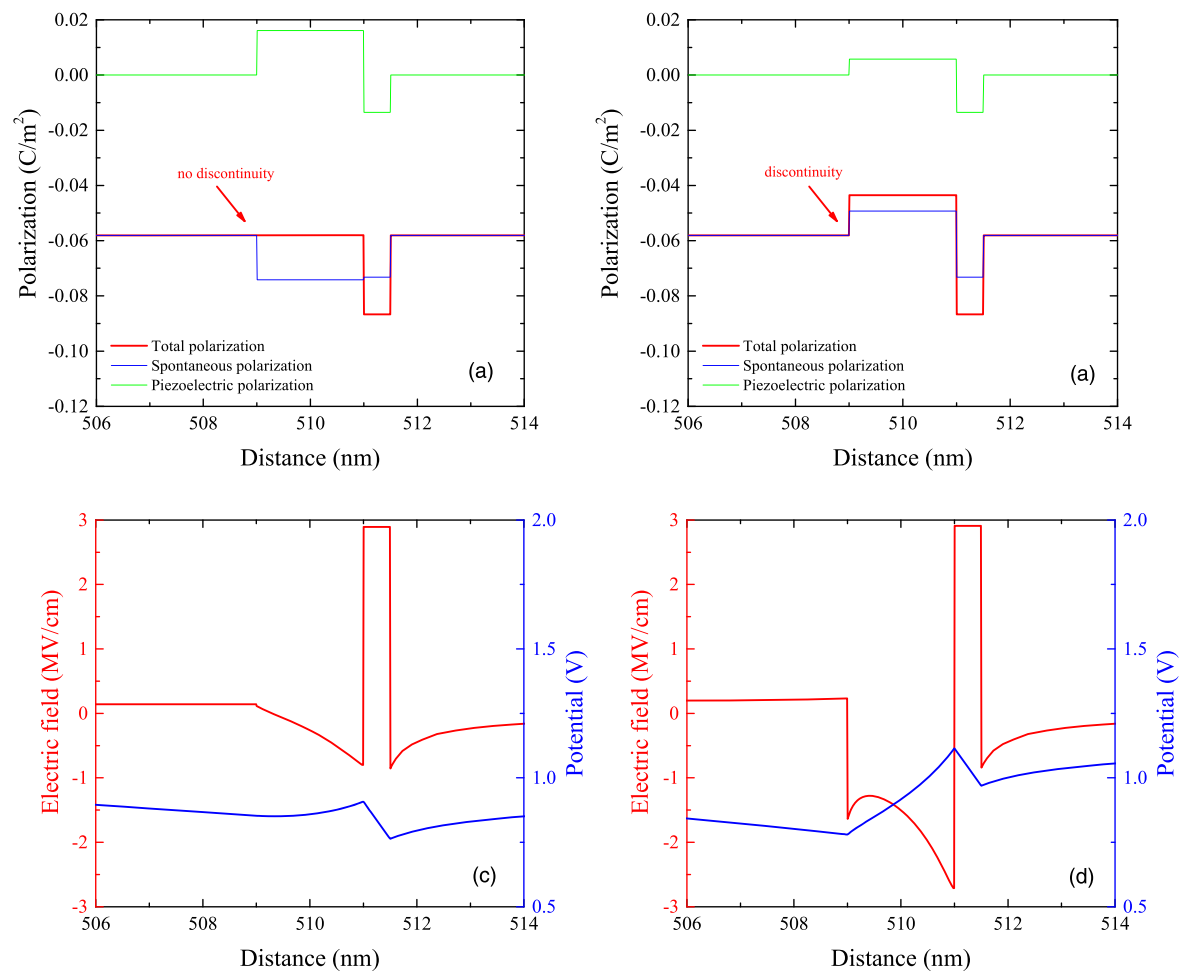 0.02
0.00
-0.02
-0.04
-0.06
-0.08
-0.10
-0.12
Polarization (C/m²)
no discontinuity
Total polarization
Spontaneous polarization
Piezoelectric polarization
(a)
506 508 510 512 514
Distance (nm)
0.02
0.00
-0.02
-0.04
-0.06
-0.08
-0.10
-0.12
Polarization (C/m²)
discontinuity
Total polarization
Spontaneous polarization
Piezoelectric polarization
(a)
506 508 510 512 514
Distance (nm)
3
2
1
0
-1
-2
-3
Electric field (MV/cm)
2.0
1.5
1.0
0.5
Potential (V)
(c)
506 508 510 512 514
Distance (nm)
3
2
1
0
-1
-2
-3
Electric field (MV/cm)
2.0
1.5
1.0
0.5
Potential (V)
(d)
506 508 510 512 514
Distance (nm)